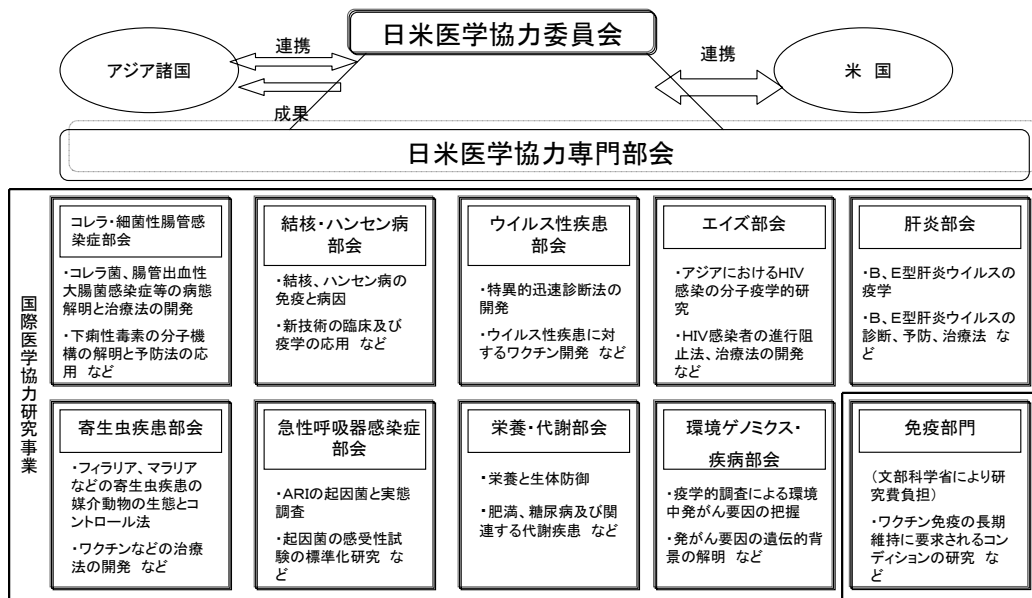 日米医学協力委員会
連携
アジア諸国
成果
連携
米 国
日米医学協力専門部会
国際医学協力研究事業
コレラ・細菌性腸管感
染症部会
・コレラ菌、腸管出血性
大腸菌感染症等の病態
解明と治療法の開発
・下痢性毒素の分子機
構の解明と予防法の応
用 など
結核・ハンセン病
部会
・結核、ハンセン病の
免疫と病因
・新技術の臨床及び
疫学の応用 など
ウイルス性疾患
部会
・特異的迅速診断法の
開発
・ウイルス性疾患に対
するワクチン開発 など
エイズ部会
・アジアにおけるHIV
感染の分子疫学的研
究
・HIV感染者の進行阻
止法、治療法の開発
など
肝炎部会
・B、E型肝炎ウイルスの
疫学
・B、E型肝炎ウイルスの
診断、予防、治療法 な
ど
寄生虫疾患部会
・フィラリア、マラリア
などの寄生虫疾患の
媒介動物の生態とコ
ントロール法
・ワクチンなどの治療
法の開発 など
急性呼吸器感染症
部会
・ARIの起因菌と実態
調査
・起因菌の感受性試
験の標準化研究 な
ど
栄養・代謝部会
・栄養と生体防御
・肥満、糖尿病及び関
連する代謝疾患 など
環境ゲノミクス・
疾病部会
・疫学的調査による環境
中発がん要因の把握
・発がん要因の遺伝的背
景の解明 など
免疫部門
(文部科学省により研
究費負担)
・ワクチン免疫の長期
維持に要求されるコン
ディションの研究 な
ど